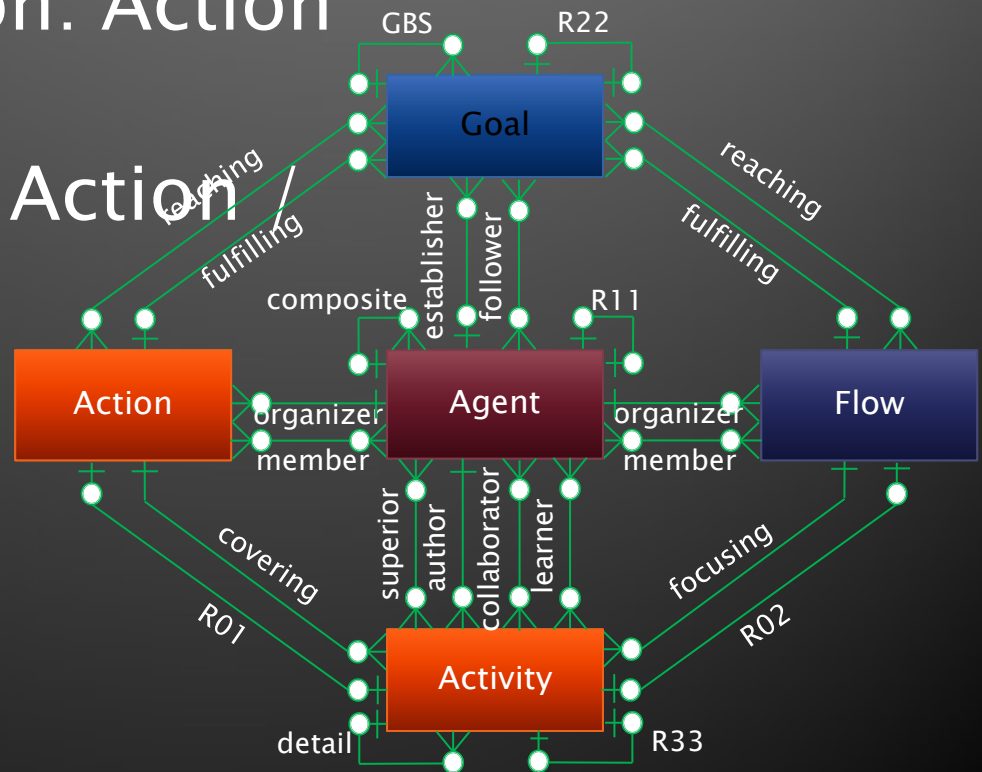 on: Action
GBS
R22
Goal
reaching
reaching
Action /
fulfilling
fulfilling
establisher
follower
composite
R11
Action
Agent
Flow
organizer
organizer
member
member
superior
author
collaborator
learner
covering
focusing
R01
R02
Activity
detail
R33